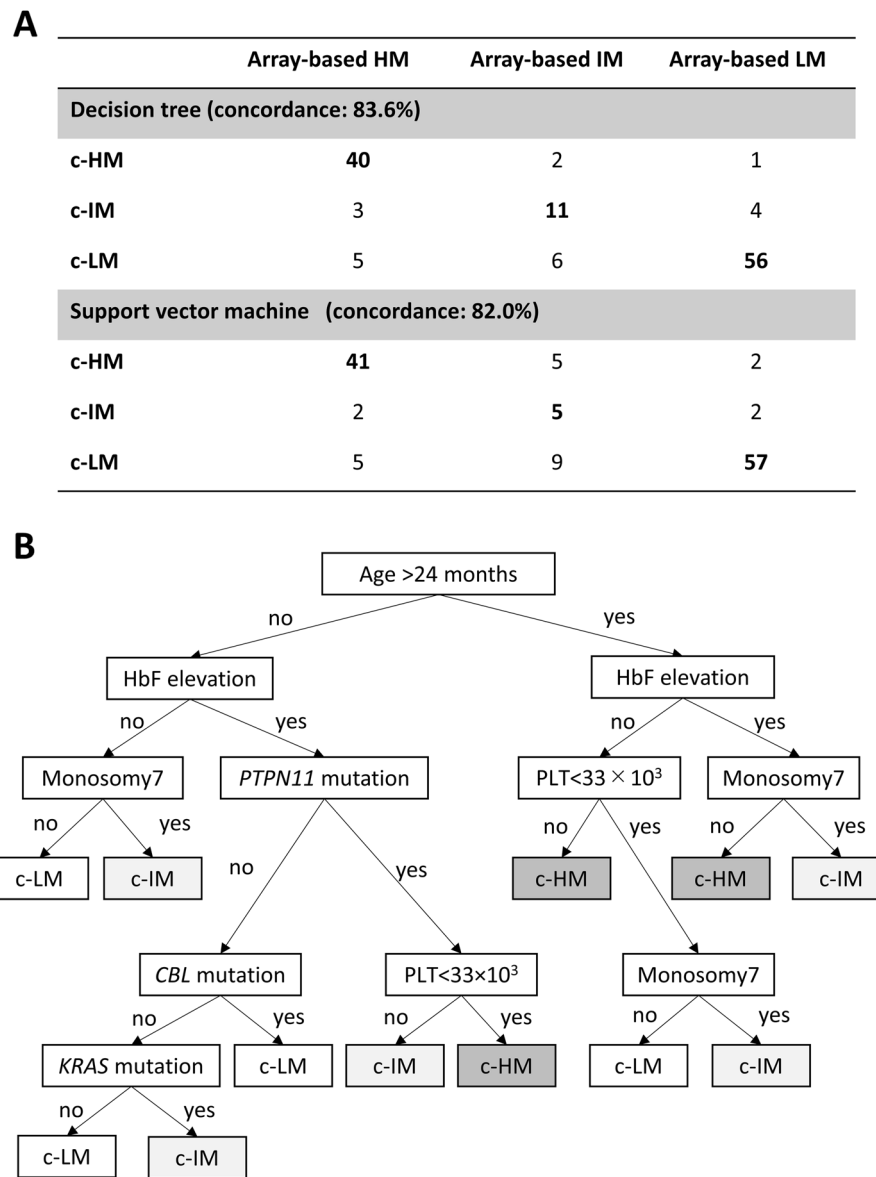 A
Array-based HM Array-based IM Array-based LM
Decision tree (concordance: 83.6%)
c-HM 40 2 1
c-IM 3 11 4
c-LM 5 6 56
Support vector machine (concordance: 82.0%)
c-HM 41 5 2
c-IM 2 5 2
c-LM 5 9 57
B
Age >24 months
no yes
HbF elevation HbF elevation
no yes no yes
Monosomy7 PTPN11 mutation PLT<33×10³ Monosomy7
no yes no yes no yes no yes
c-LM c-IM c-HM c-HM c-IM
CBL mutation PLT<33×10³ Monosomy7
no yes no yes no yes
KRAS mutation c-LM c-IM c-HM c-LM c-IM
no yes
c-LM c-IM